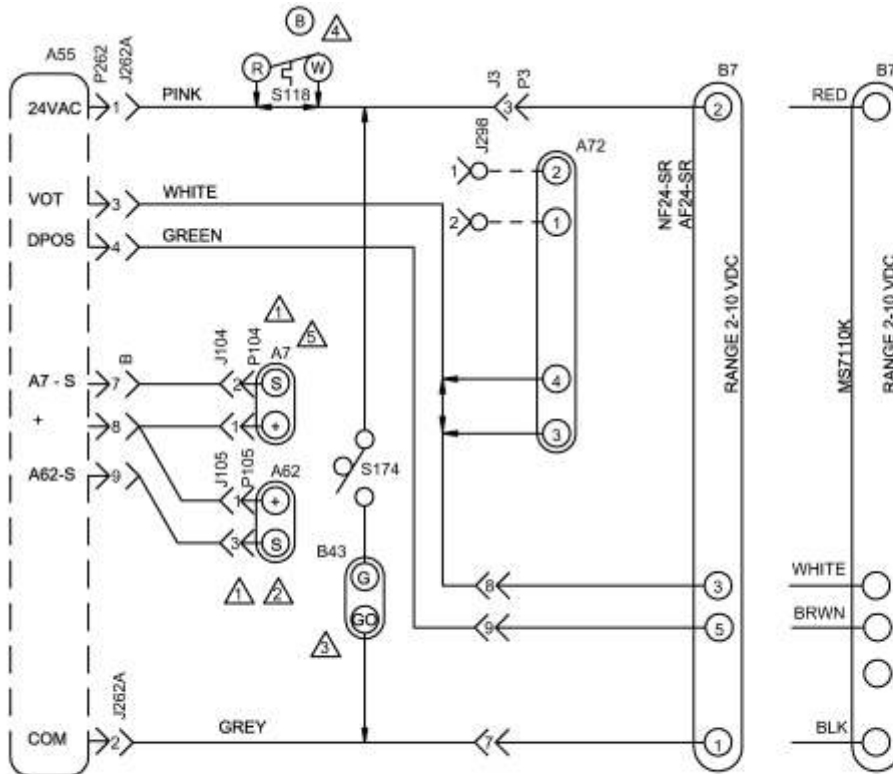 B
4
A55
P262
J262A
R
W
S118
24VAC
1
PINK
J3
P3
3
B7
2
RED
B7
J298
1
2
A72
2
1
4
3
VOT
3
WHITE
DPOS
4
GREEN
NF24-SR
AF24-SR
RANGE 2-10 VDC
MS7110K
RANGE 2-10 VDC
B
J104
P104
1
5
A7
A7 - S
7
2
S
+
8
1
+
A62-S
9
J105
P105
A62
1
+
3
S
1
2
S174
B43
G
GO
3
8
3
WHITE
9
5
BRWN
J262A
COM
2
GREY
7
1
BLK